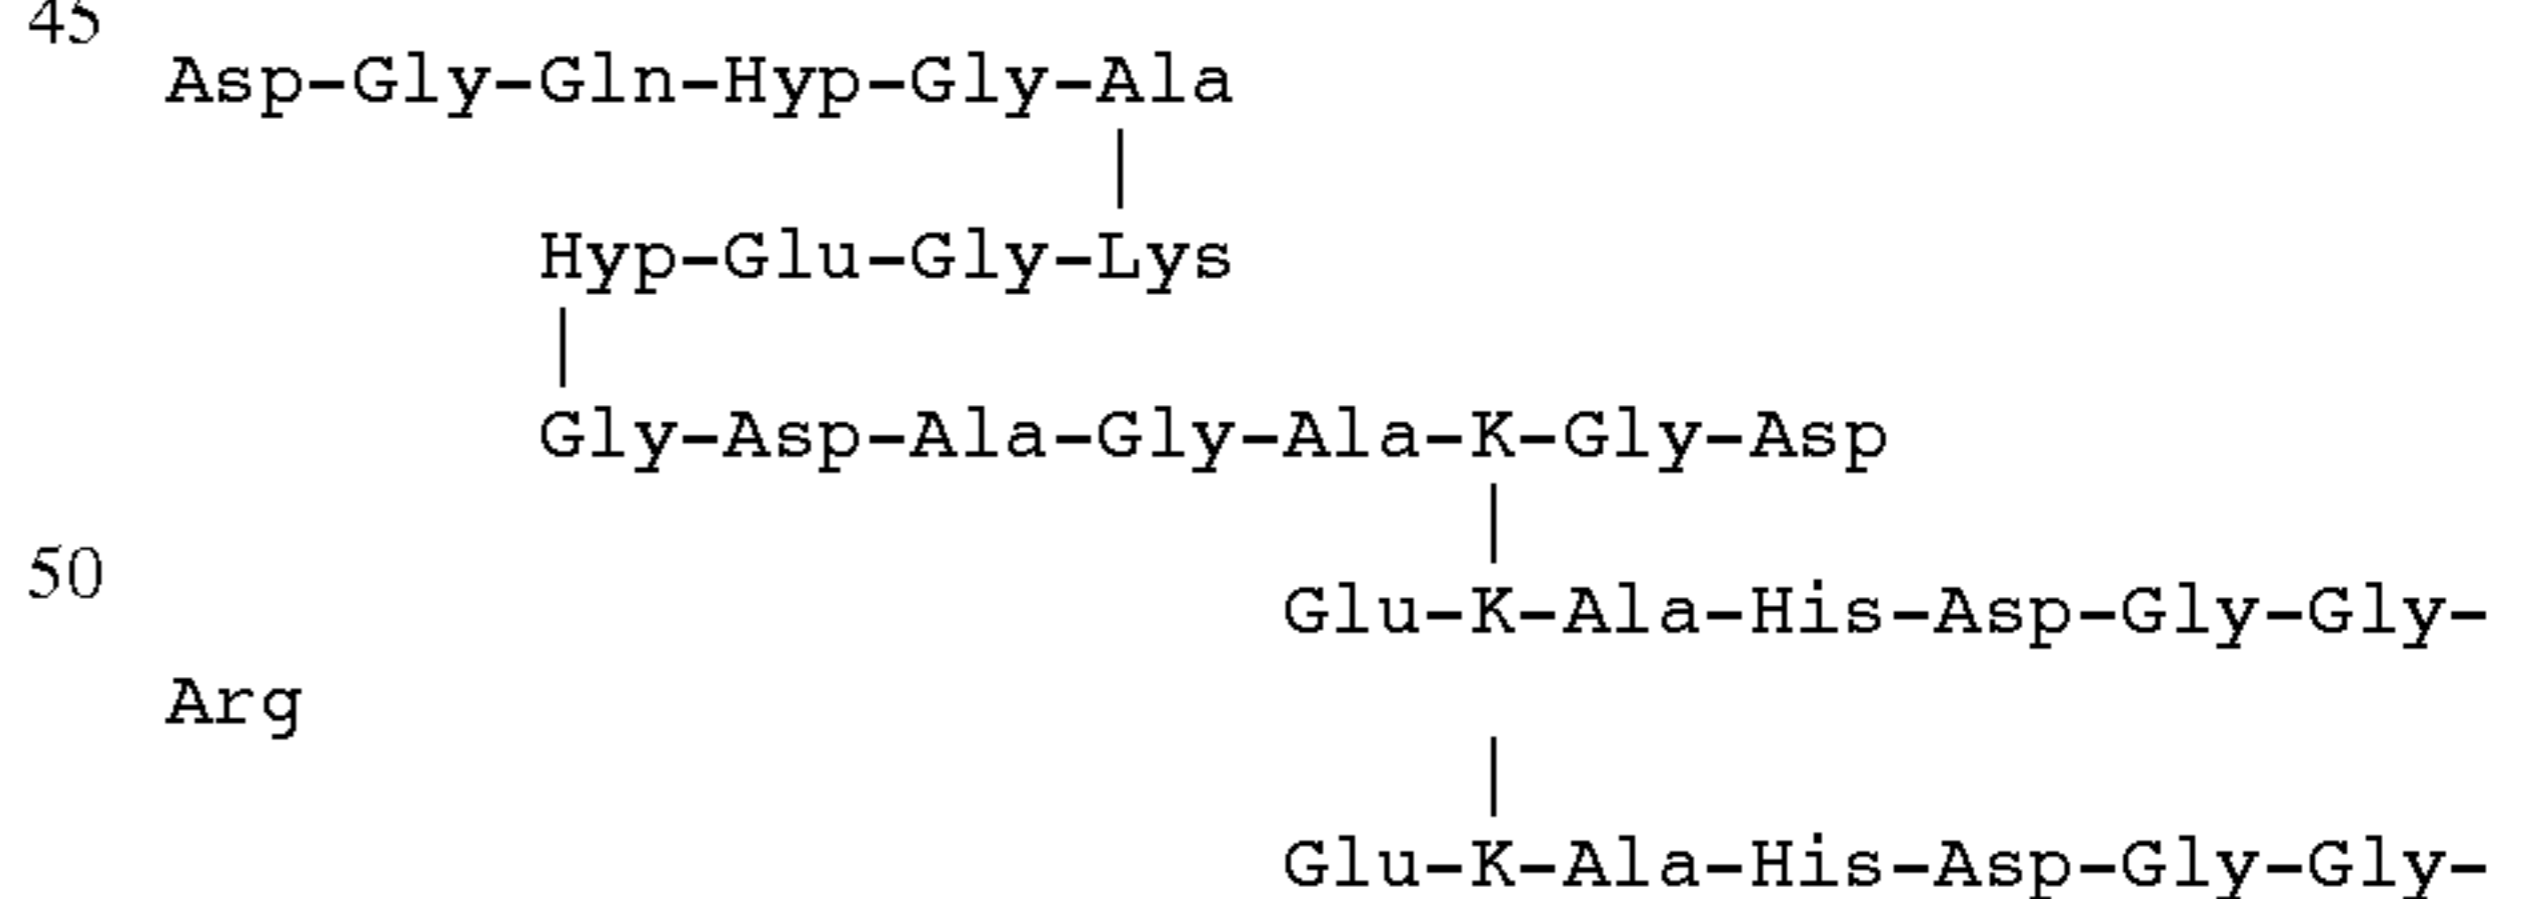 45
Asp-Gly-Gln-Hyp-Gly-Ala
|
Hyp-Glu-Gly-Lys
|
Gly-Asp-Ala-Gly-Ala-K-Gly-Asp
|
50
Glu-K-Ala-His-Asp-Gly-Gly-
Arg
|
Glu-K-Ala-His-Asp-Gly-Gly-